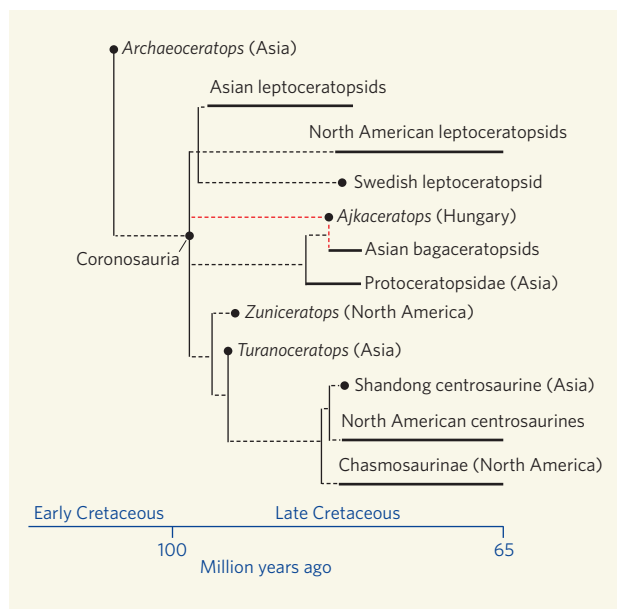 Archaeoceratops (Asia)
Asian leptoceratopsids
North American leptoceratopsids
Swedish leptoceratopsid
Ajkaceratops (Hungary)
Asian bagaceratopsids
Coronosauria
Protoceratopsidae (Asia)
Zuniceratops (North America)
Turanoceratops (Asia)
Shandong centrosaurine (Asia)
North American centrosaurines
Chasmosaurinae (North America)
Early Cretaceous
Late Cretaceous
100
65
Million years ago